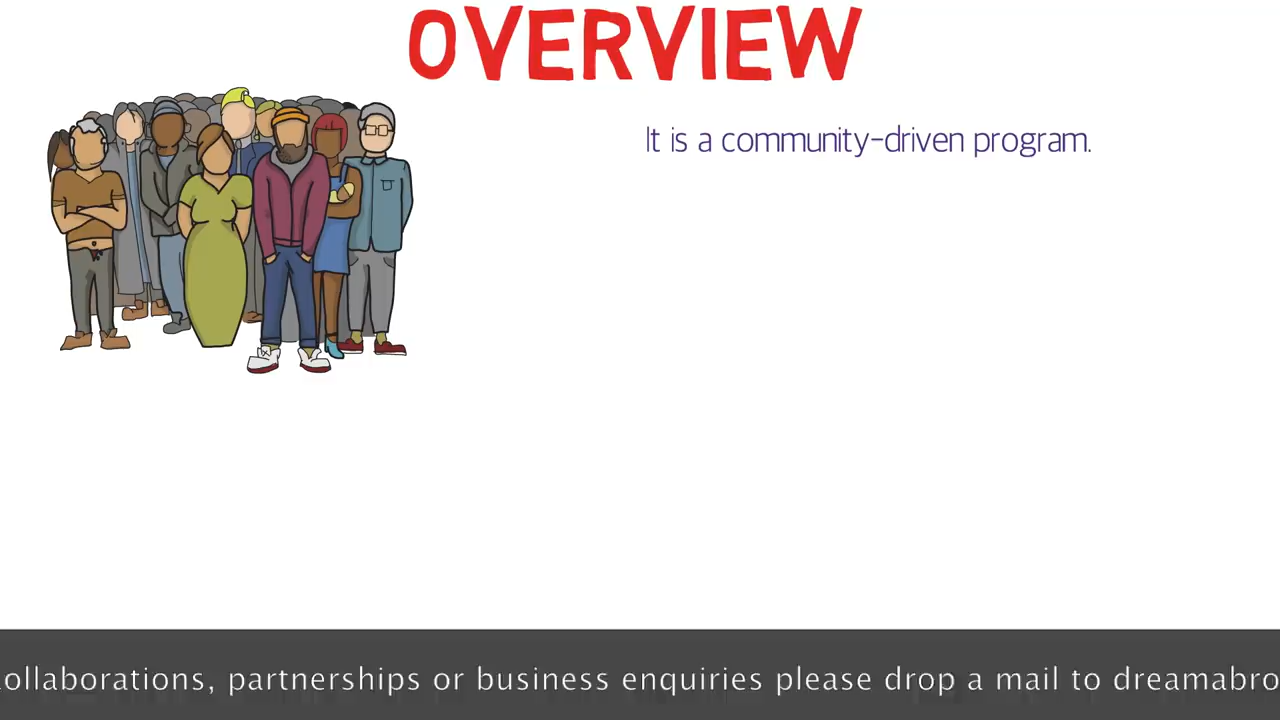 OVERVIEW
It is a community-driven program.
ollaborations, partnerships or business enquiries please drop a mail to dreamabro